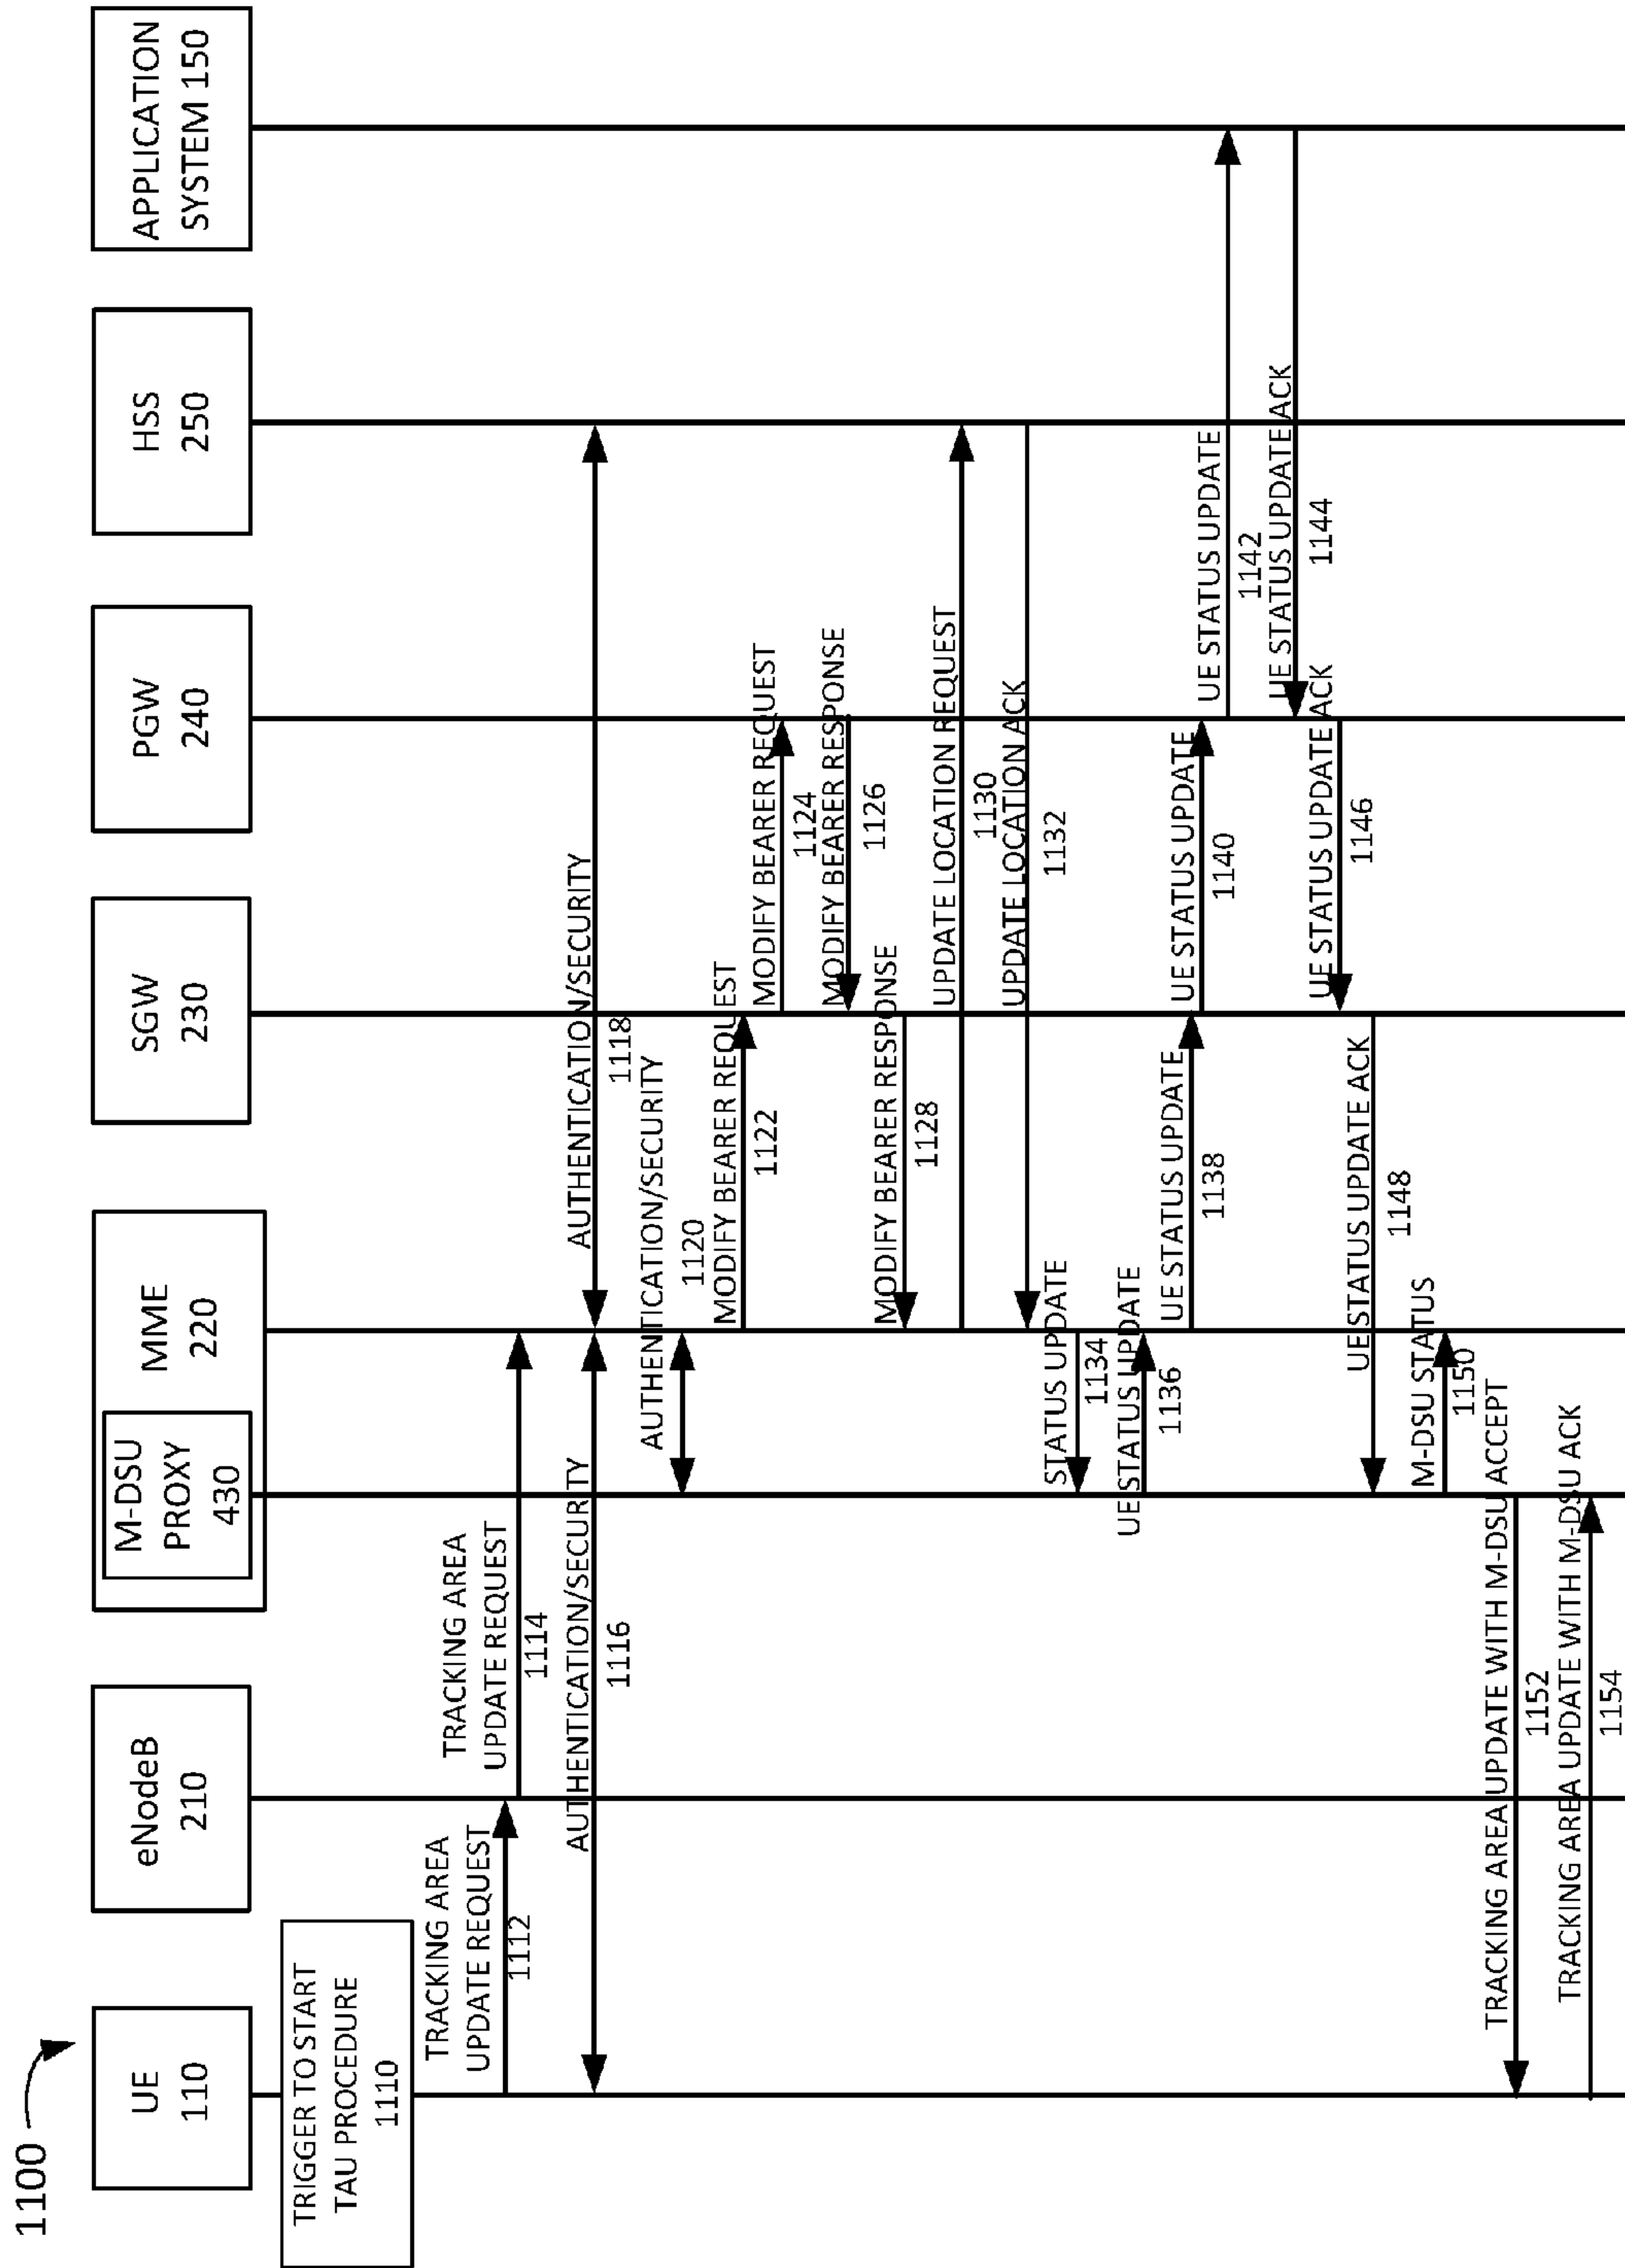 1100
UE
110
eNodeB
210
M-DSU
PROXY
430
MME
220
SGW
230
PGW
240
HSS
250
APPLICATION
SYSTEM 150
TRIGGER TO START
TAU PROCEDURE
1110
TRACKING AREA
UPDATE REQUEST
1112
TRACKING AREA
UPDATE REQUEST
1114
AUTHENTICATION/SECURITY
1116
AUTHENTICATION/SECURITY
1118
AUTHENTICATION/SECURITY
1120
MODIFY BEARER REQUEST
1122
MODIFY BEARER REQUEST
1124
MODIFY BEARER RESPONSE
1126
MODIFY BEARER RESPONSE
1128
UPDATE LOCATION REQUEST
1130
UPDATE LOCATION ACK
1132
STATUS UPDATE
1134
UE STATUS UPDATE
1136
UE STATUS UPDATE
1138
UE STATUS UPDATE
1140
UE STATUS UPDATE
1142
UE STATUS UPDATE ACK
1144
UE STATUS UPDATE ACK
1146
UE STATUS UPDATE ACK
1148
M-DSU STATUS
1150
TRACKING AREA UPDATE WITH M-DSU ACCEPT
1152
TRACKING AREA UPDATE WITH M-DSU ACK
1154